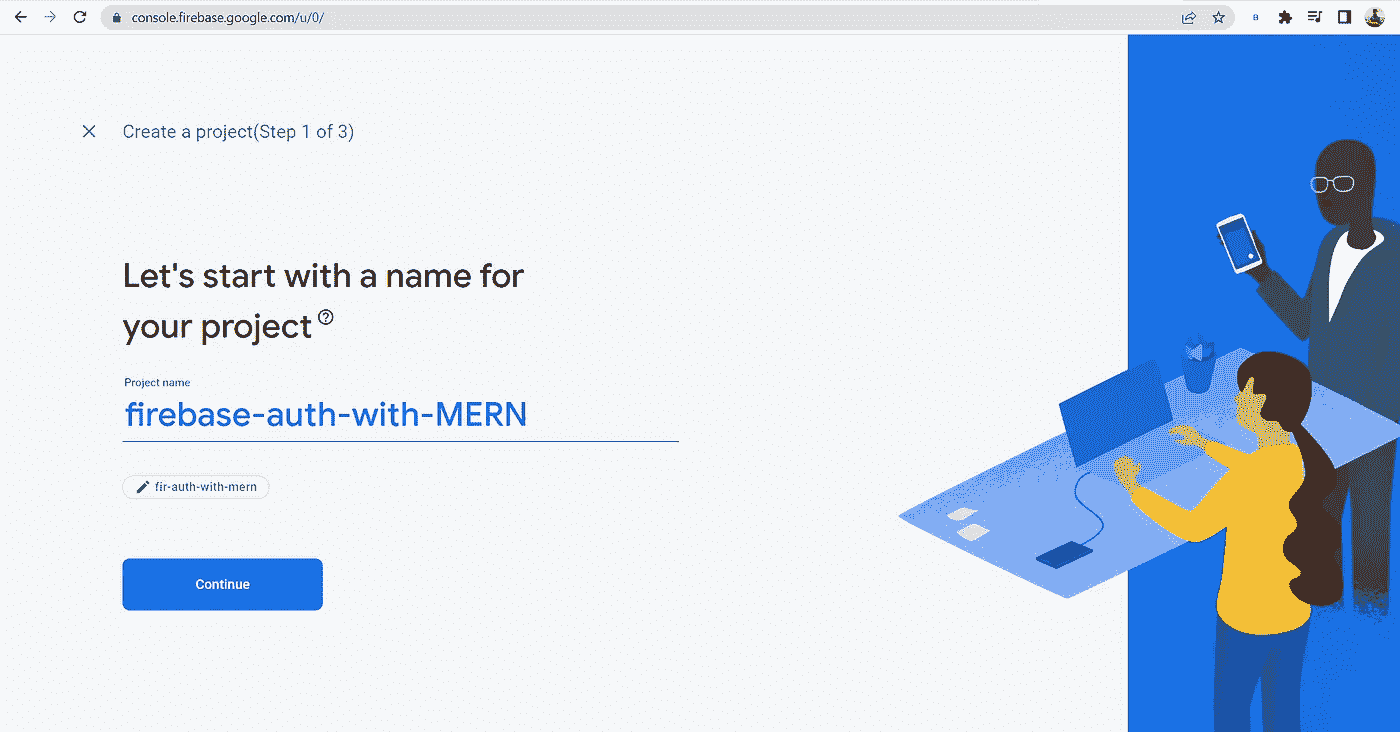 console.firebase.google.com/u/0/
B
Create a project(Step 1 of 3)
Let's start with a name for
your project ?
Project name
firebase-auth-with-MERN
fir-auth-with-mern
Continue